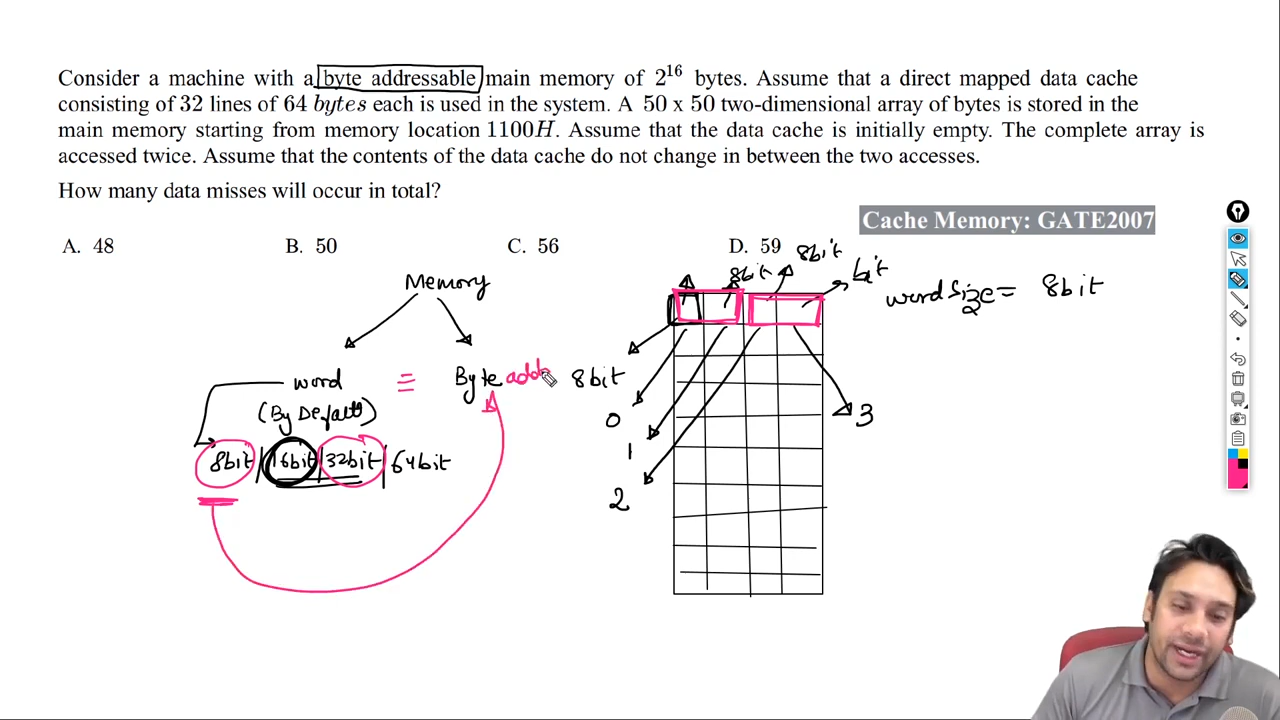 Consider a machine with a byte addressable main memory of 2^16 bytes. Assume that a direct mapped data cache
consisting of 32 lines of 64 bytes each is used in the system. A 50 x 50 two-dimensional array of bytes is stored in the
main memory starting from memory location 1100H. Assume that the data cache is initially empty. The complete array is
accessed twice. Assume that the contents of the data cache do not change in between the two accesses.
How many data misses will occur in total?
Cache Memory: GATE2007
A. 48 B. 50 C. 56 D. 59
Memory
8bit 8bit bit
word size = 8bit
word ≡ Byte add 8bit
(By Default)
0 3
1
8bit | 16bit | 32bit | 64bit
2